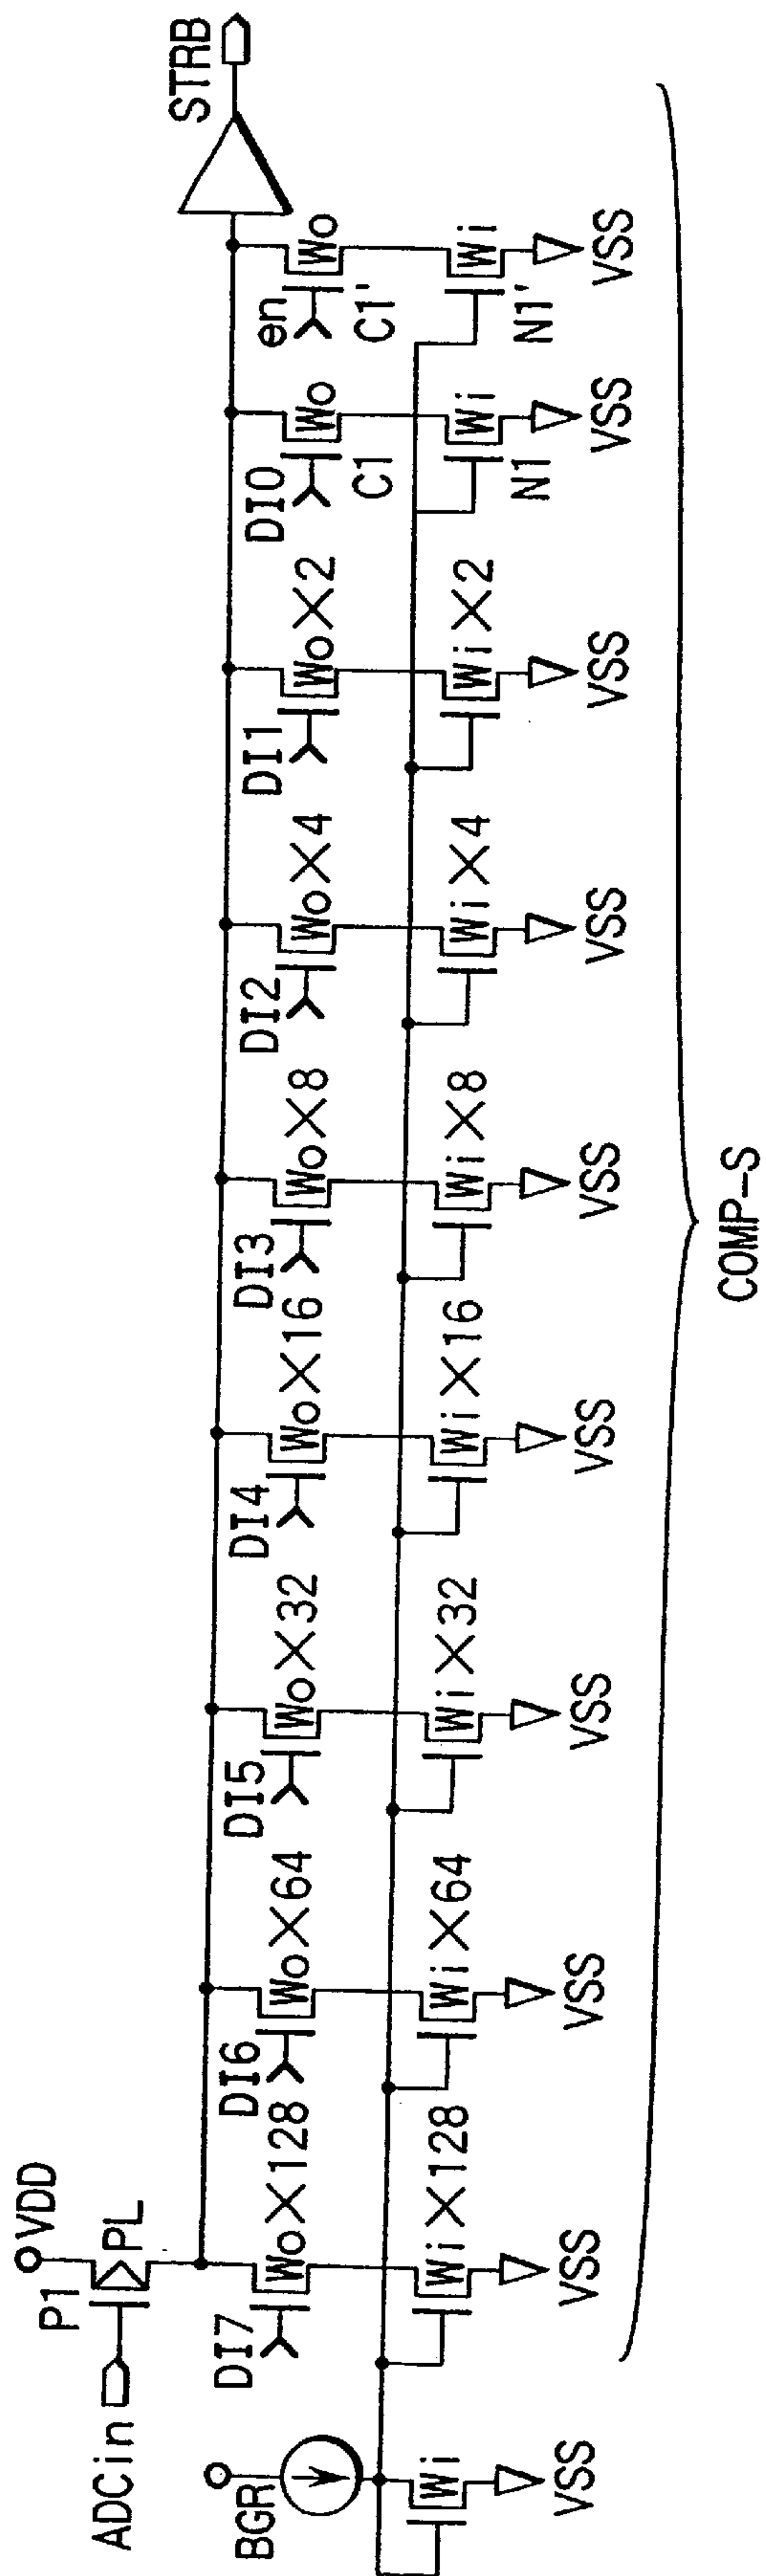 ADCin
P1
VDD
PL
BGR
Wi
VSS
DI7
Wo×128
Wi×128
VSS
DI6
Wo×64
Wi×64
VSS
DI5
Wo×32
Wi×32
VSS
DI4
Wo×16
Wi×16
VSS
DI3
Wo×8
Wi×8
VSS
DI2
Wo×4
Wi×4
VSS
DI1
Wo×2
Wi×2
VSS
DI0
Wo
C1
Wi
N1
VSS
en
Wo
C1'
Wi
N1'
VSS
STRB
COMP-S